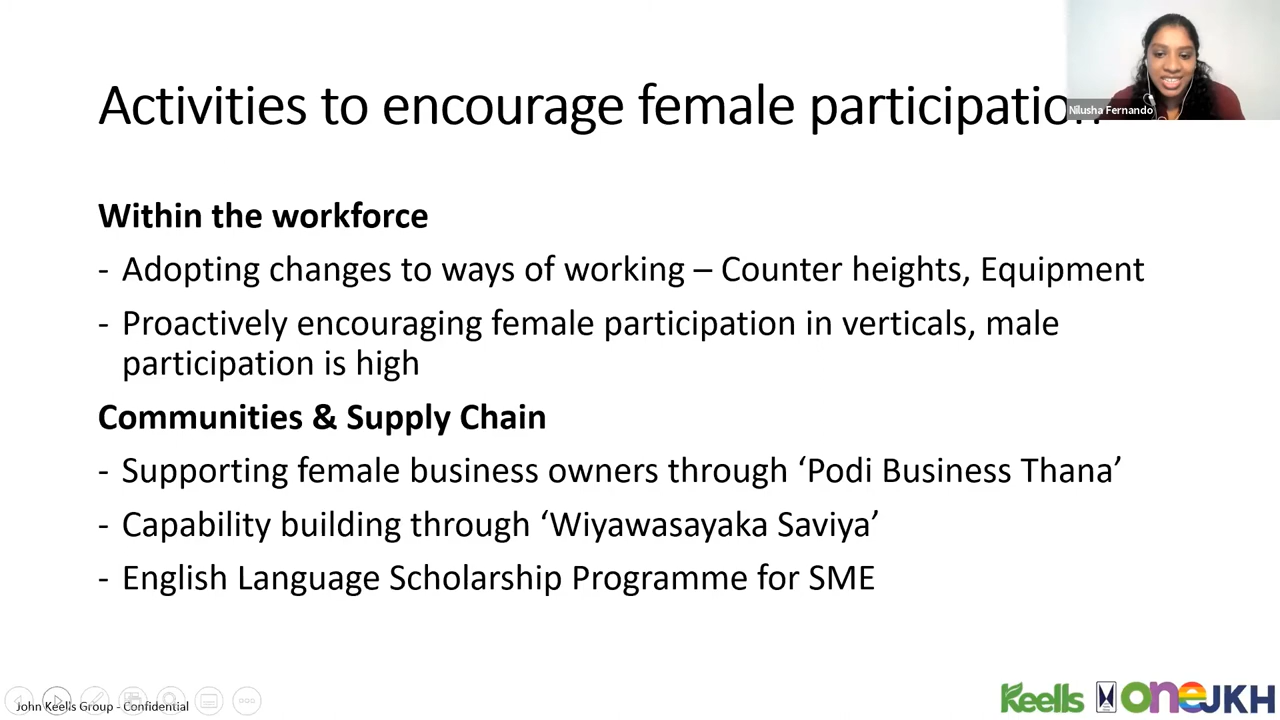 Activities to encourage female participation
Nilusha Fernando
Within the workforce
- Adopting changes to ways of working – Counter heights, Equipment
- Proactively encouraging female participation in verticals, male
participation is high
Communities & Supply Chain
- Supporting female business owners through ‘Podi Business Thana’
- Capability building through ‘Wiyawasayaka Saviya’
- English Language Scholarship Programme for SME
John Keells Group - Confidential
Keells
oneJKH